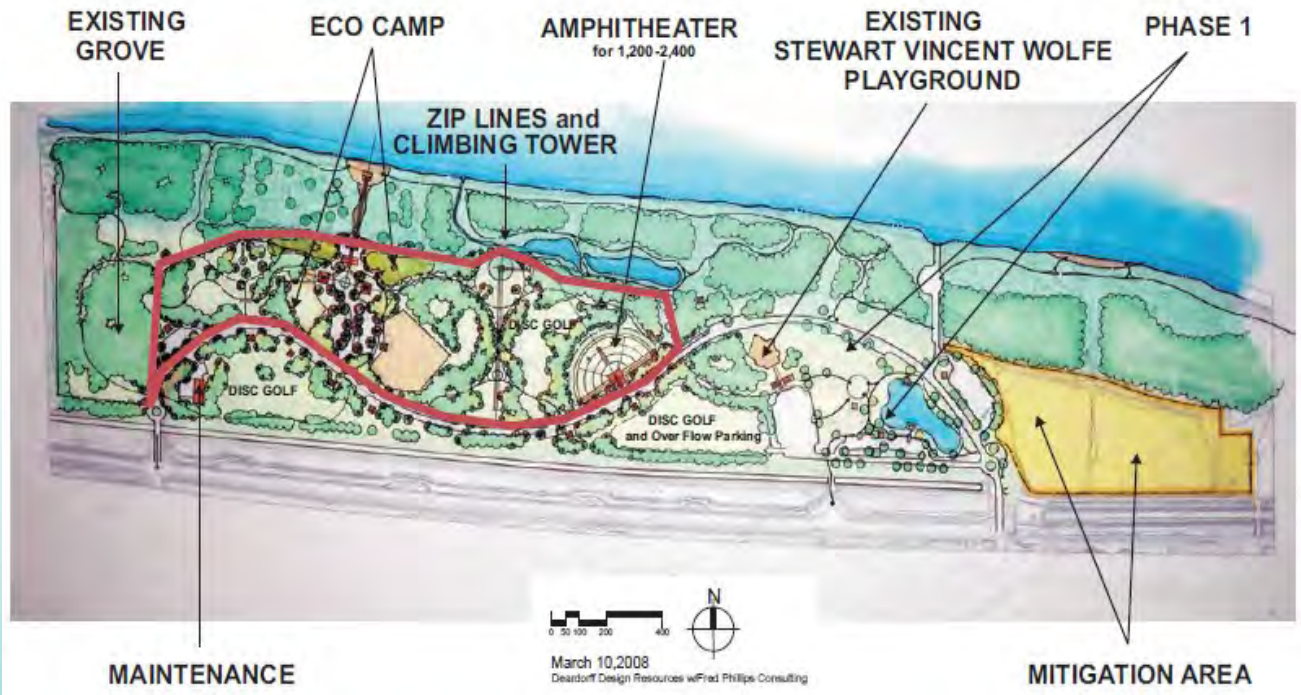 EXISTING
GROVE
ECO CAMP
AMPHITHEATER
for 1,200-2,400
EXISTING
STEWART VINCENT WOLFE
PLAYGROUND
PHASE 1
ZIP LINES and
CLIMBING TOWER
DISC GOLF
DISC GOLF
DISC GOLF
and Over Flow Parking
N
0 50 100 200 400
March 10,2008
Deardorff Design Resources w/Fred Phillips Consulting
MAINTENANCE
MITIGATION AREA